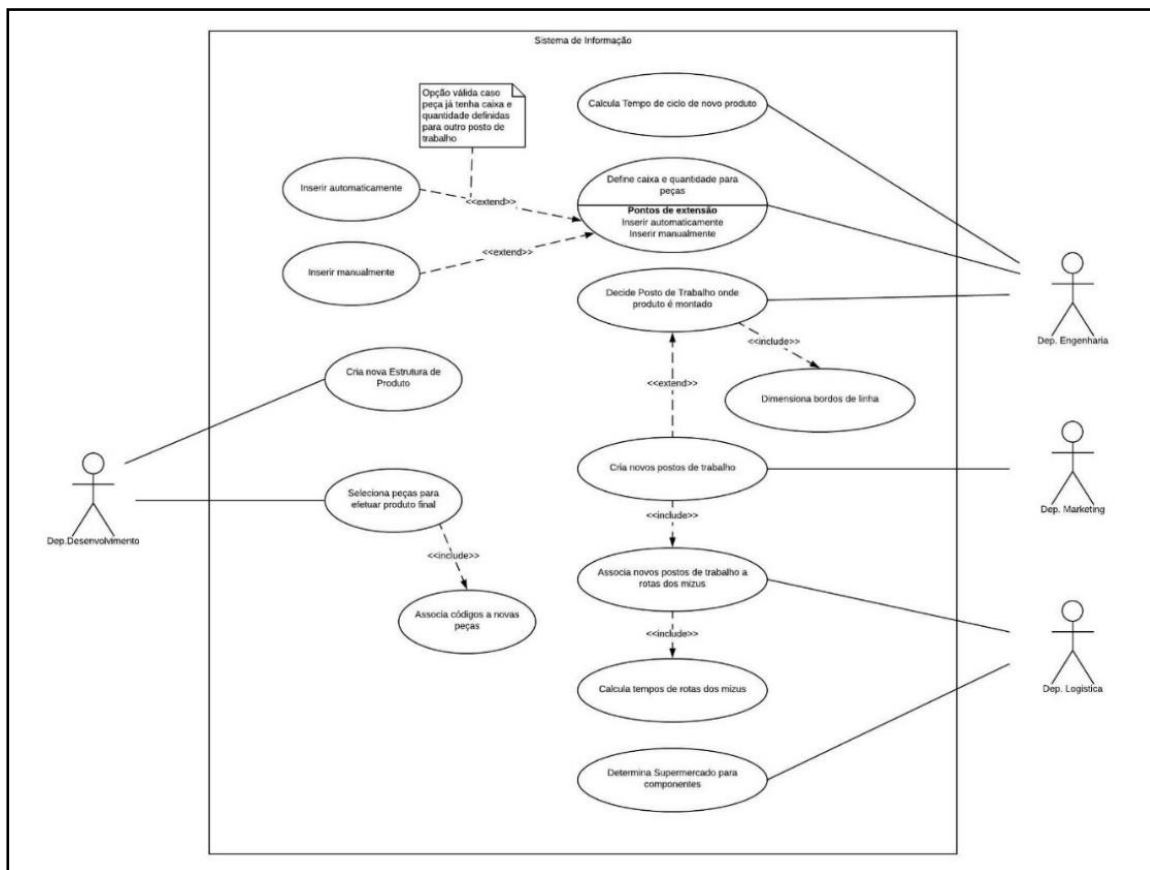 Sistema de Informação
Opção válida caso
peça já tenha caixa e
quantidade definidas
para outro posto de
trabalho
Calcula Tempo de ciclo de novo produto
Inserir automaticamente
<<extend>>
Define caixa e quantidade para
peças
Pontos de extensão
Inserir automaticamente
Inserir manualmente
Inserir manualmente
<<extend>>
Decide Posto de Trabalho onde
produto é montado
<<include>>
Dep. Engenharia
Cria nova Estrutura de
Produto
<<extend>>
Dimensiona bordos de linha
Cria novos postos de trabalho
Dep. Marketing
Seleciona peças para
efetuar produto final
<<include>>
Dep.Desenvolvimento
<<include>>
Associa novos postos de trabalho a
rotas dos mizus
Associa códigos a novas
peças
<<include>>
Calcula tempos de rotas dos mizus
Dep. Logistica
Determina Supermercado para
componentes